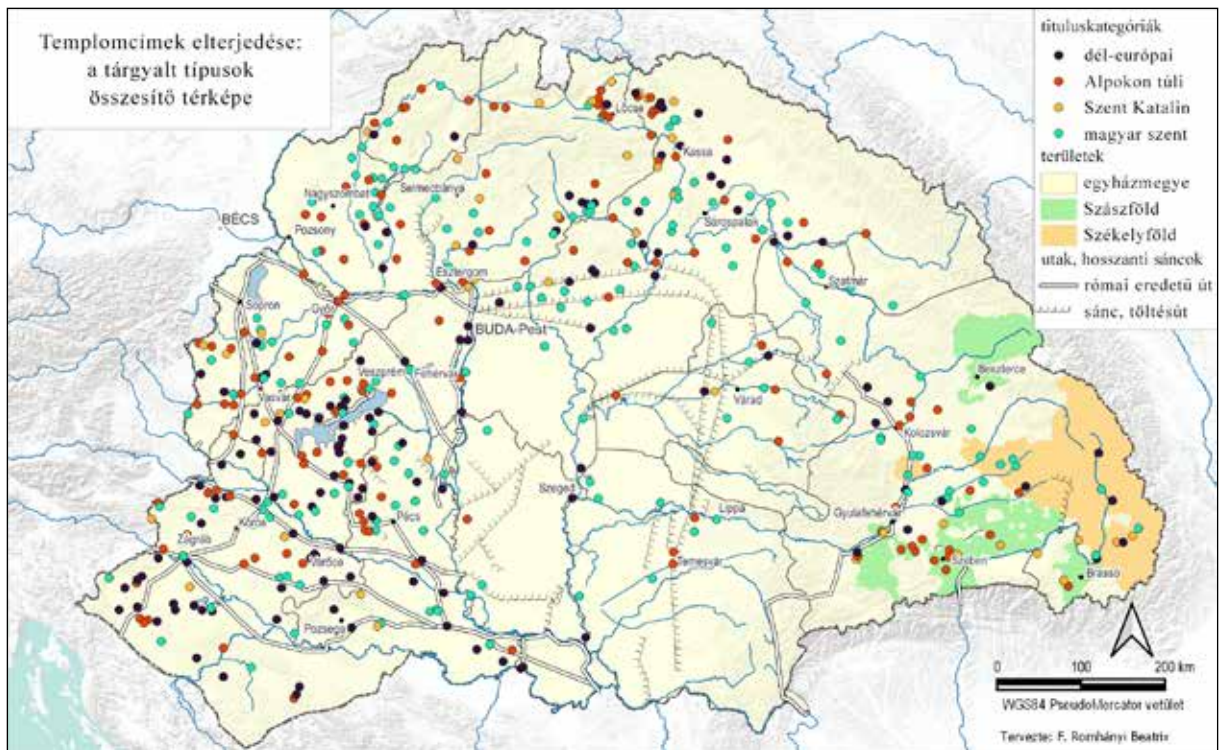 Templomcímek elterjedése:
a tárgyalt típusok
összesítő térképe
tituluskategóriák
dél-európai
Alpokon túli
Szent Katalin
magyar szent
területek
egyházmegye
Szászföld
Székelyföld
utak, hosszanti sáncok
római eredetű út
sánc, töltésút
Lőcse
Kassa
Nagyszombat
Selmecbánya
BÉCS
Pozsony
Sárospatak
Esztergom
Szatmár
Sopron
Győr
BUDA-Pest
Beszterce
Veszprém
Fehérvár
Vasvár
Várad
Kolozsvár
Szeged
Lippa
Gyulafehérvár
Pécs
Kőrös
Zágráb
Verőce
Temesvár
Szeben
Brassó
Pozsega
0 100 200 km
WGS84 PseudoMercator vetület
Tervezte: F. Romhányi Beatrix